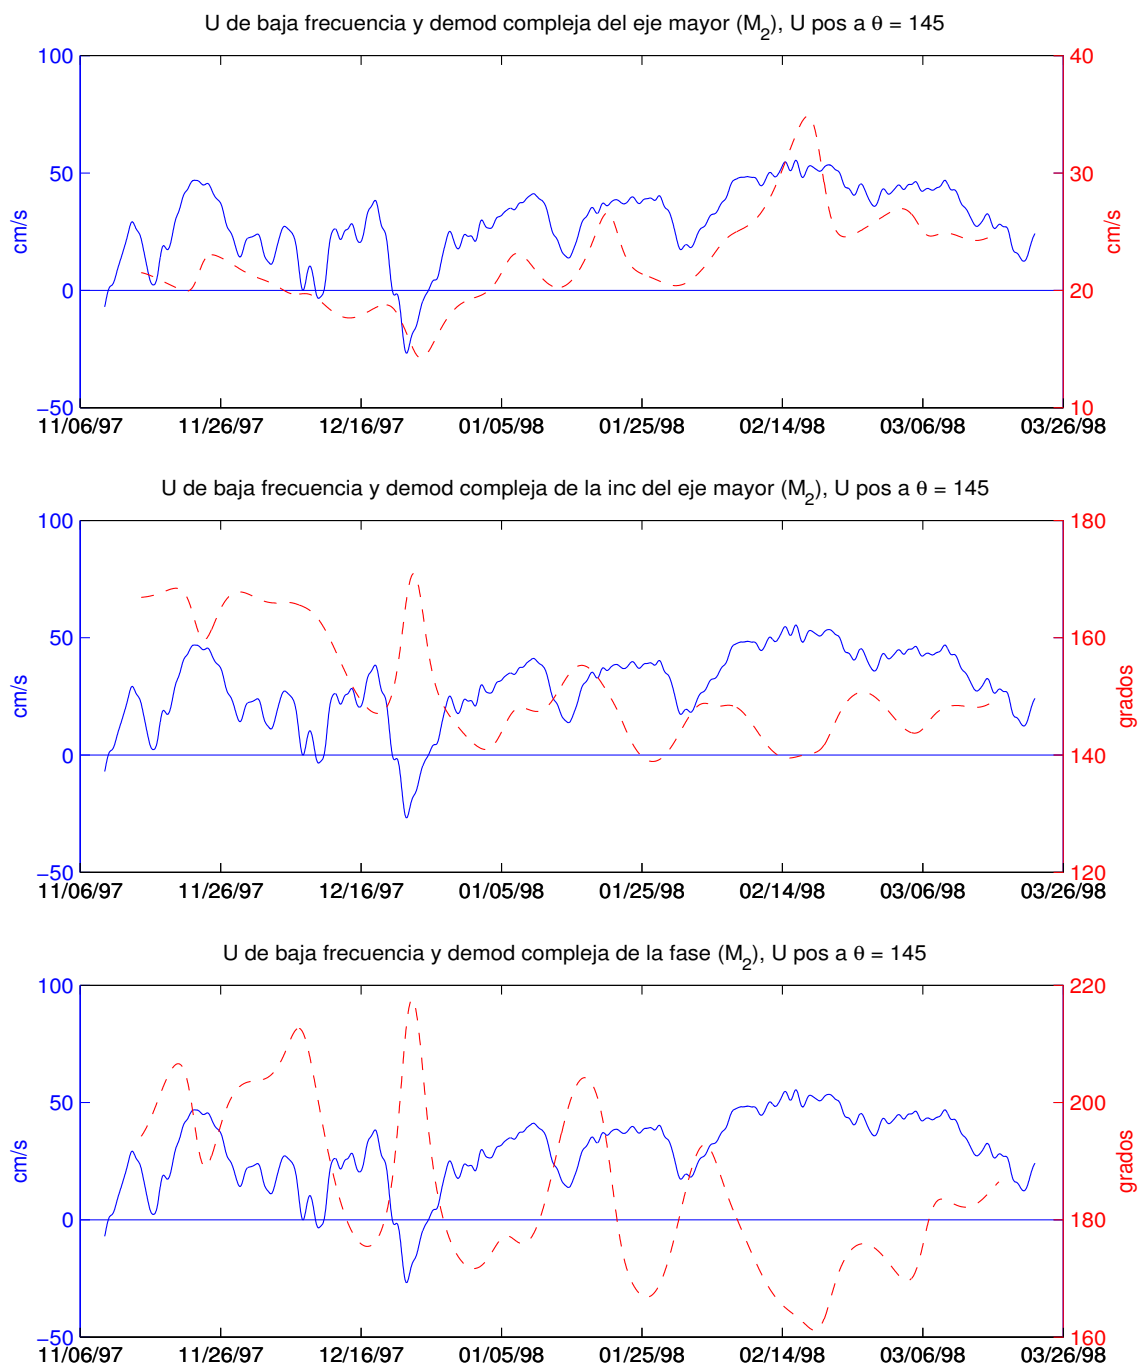 U de baja frecuencia y demod compleja del eje mayor (M2), U pos a θ = 145
100
50
0
−50
cm/s
40
30
20
10
cm/s
11/06/97 11/26/97 12/16/97 01/05/98 01/25/98 02/14/98 03/06/98 03/26/98
U de baja frecuencia y demod compleja de la inc del eje mayor (M2), U pos a θ = 145
100
50
0
−50
cm/s
180
160
140
120
grados
11/06/97 11/26/97 12/16/97 01/05/98 01/25/98 02/14/98 03/06/98 03/26/98
U de baja frecuencia y demod compleja de la fase (M2), U pos a θ = 145
100
50
0
−50
cm/s
220
200
180
160
grados
11/06/97 11/26/97 12/16/97 01/05/98 01/25/98 02/14/98 03/06/98 03/26/98